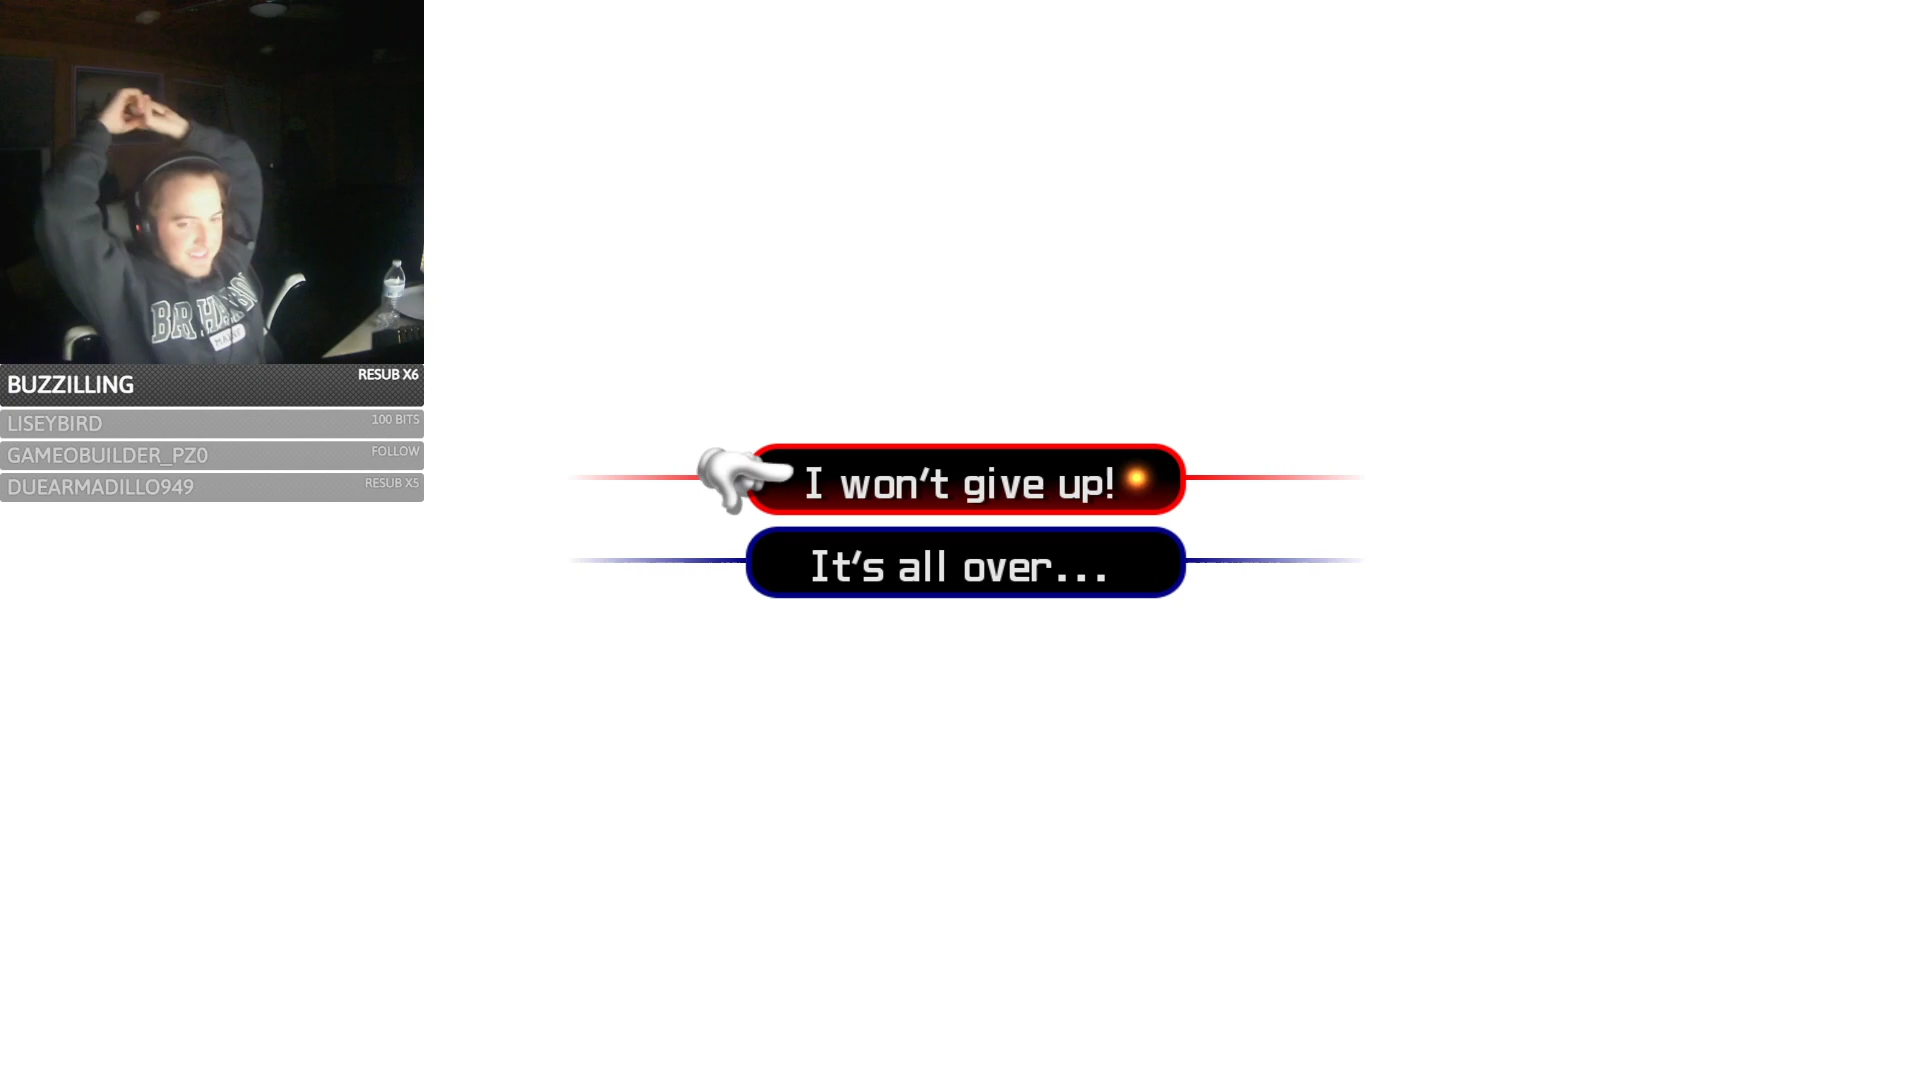 BUZZILLING
RESUB X6
LISEYBIRD
100 BITS
GAMEOBUILDER_PZ0
FOLLOW
DUEARMADILLO949
RESUB X5
I won't give up!
It's all over...